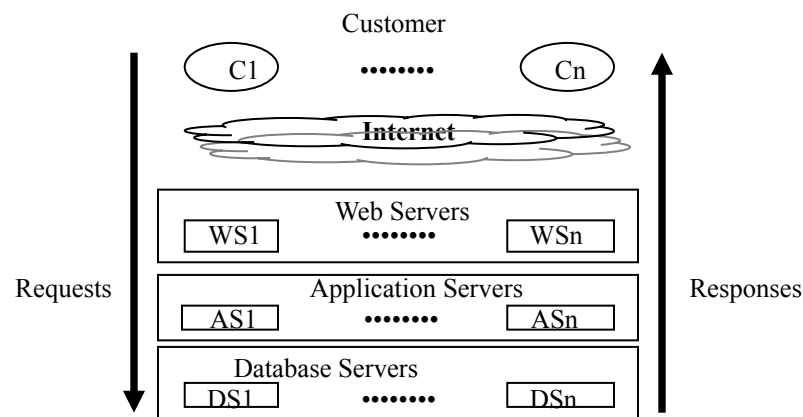 Customer
C1 ●●●●●●●● Cn
Internet
Web Servers
WS1 ●●●●●●●● WSn
Requests
Application Servers
Responses
AS1 ●●●●●●●● ASn
Database Servers
DS1 ●●●●●●●● DSn